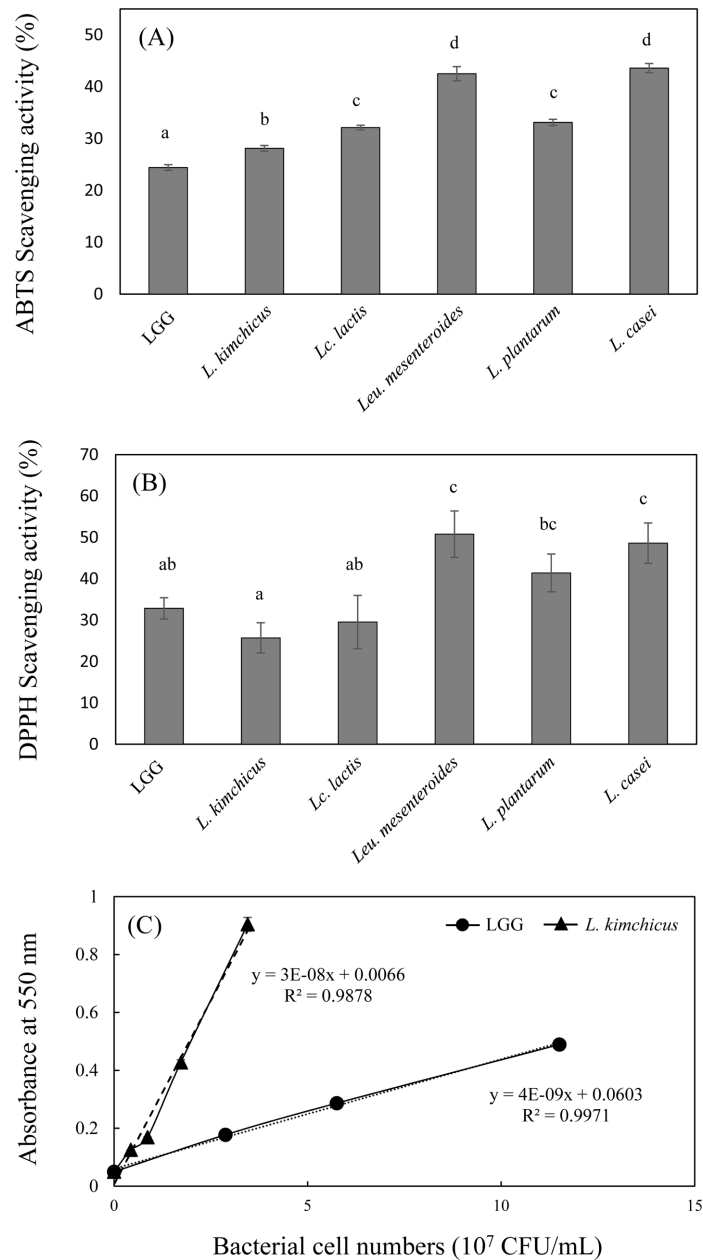 ABTS Scavenging activity (%)
(A)
50
40
30
20
10
0
a
b
c
d
c
d
LGG
L. kimchicus
Lc. lactis
Leu. mesenteroides
L. plantarum
L. casei
DPPH Scavenging activity (%)
(B)
70
60
50
40
30
20
10
0
ab
a
ab
c
bc
c
LGG
L. kimchicus
Lc. lactis
Leu. mesenteroides
L. plantarum
L. casei
Absorbance at 550 nm
(C)
1
0.8
0.6
0.4
0.2
0
LGG
L. kimchicus
y = 3E-08x + 0.0066
R² = 0.9878
y = 4E-09x + 0.0603
R² = 0.9971
0
5
10
15
Bacterial cell numbers (10⁷ CFU/mL)